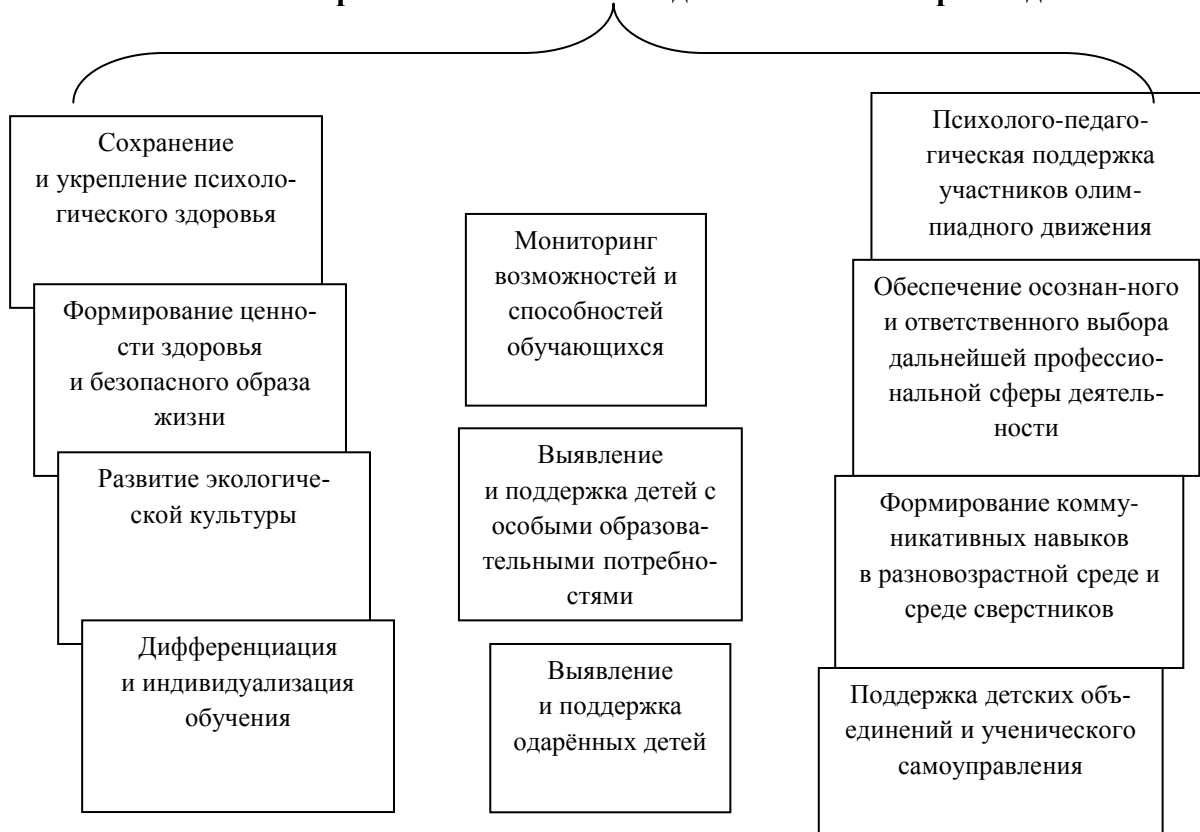 Сохранение
и укрепление психоло-
гического здоровья
Формирование ценно-
сти здоровья
и безопасного образа
жизни
Развитие экологиче-
ской культуры
Дифференциация
и индивидуализация
обучения
Мониторинг
возможностей и
способностей
обучающихся
Выявление
и поддержка детей с
особыми образова-
тельными потребно-
стями
Выявление
и поддержка
одарённых детей
Психолого-педаго-
гическая поддержка
участников олим-
пиадного движения
Обеспечение осознан-ного
и ответственного выбора
дальнейшей профессио-
нальной сферы деятель-
ности
Формирование комму-
никативных навыков
в разновозрастной среде и
среде сверстников
Поддержка детских объ-
единений и ученического
самоуправления